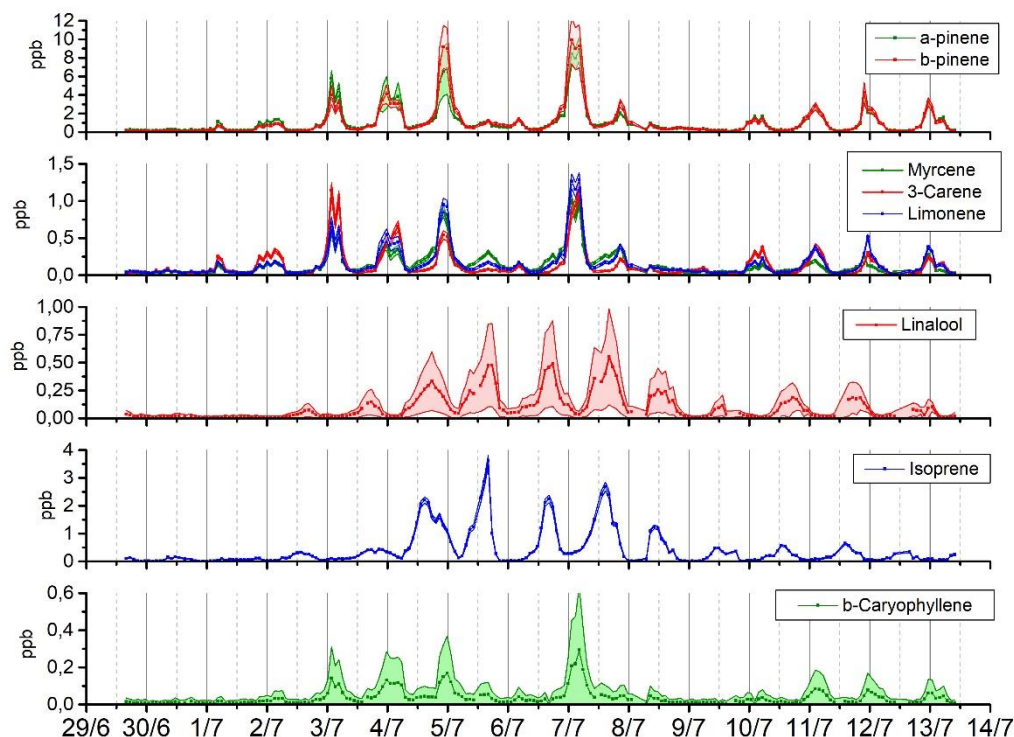 12
10
8
6
4
2
0
ppb
a-pinene
b-pinene
1,5
1,0
0,5
0,0
ppb
Myrcene
3-Carene
Limonene
1,00
0,75
0,50
0,25
0,00
ppb
Linalool
4
3
2
1
0
ppb
Isoprene
0,6
0,4
0,2
0,0
ppb
b-Caryophyllene
29/6 30/6 1/7 2/7 3/7 4/7 5/7 6/7 7/7 8/7 9/7 10/7 11/7 12/7 13/7 14/7